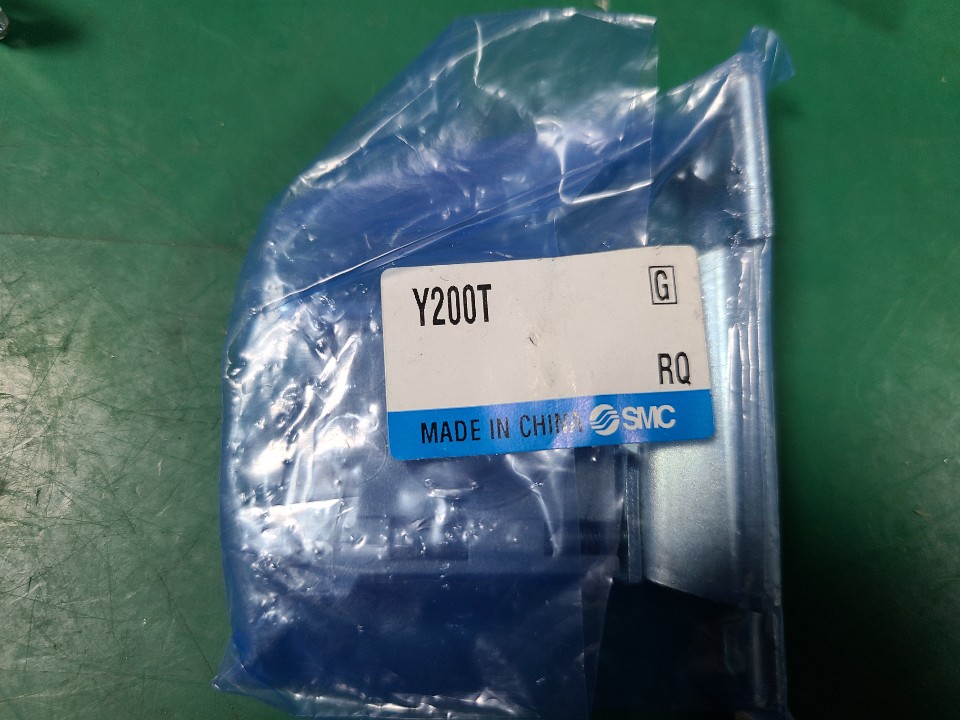 Y200T
G
RQ
MADE IN CHINA SMC